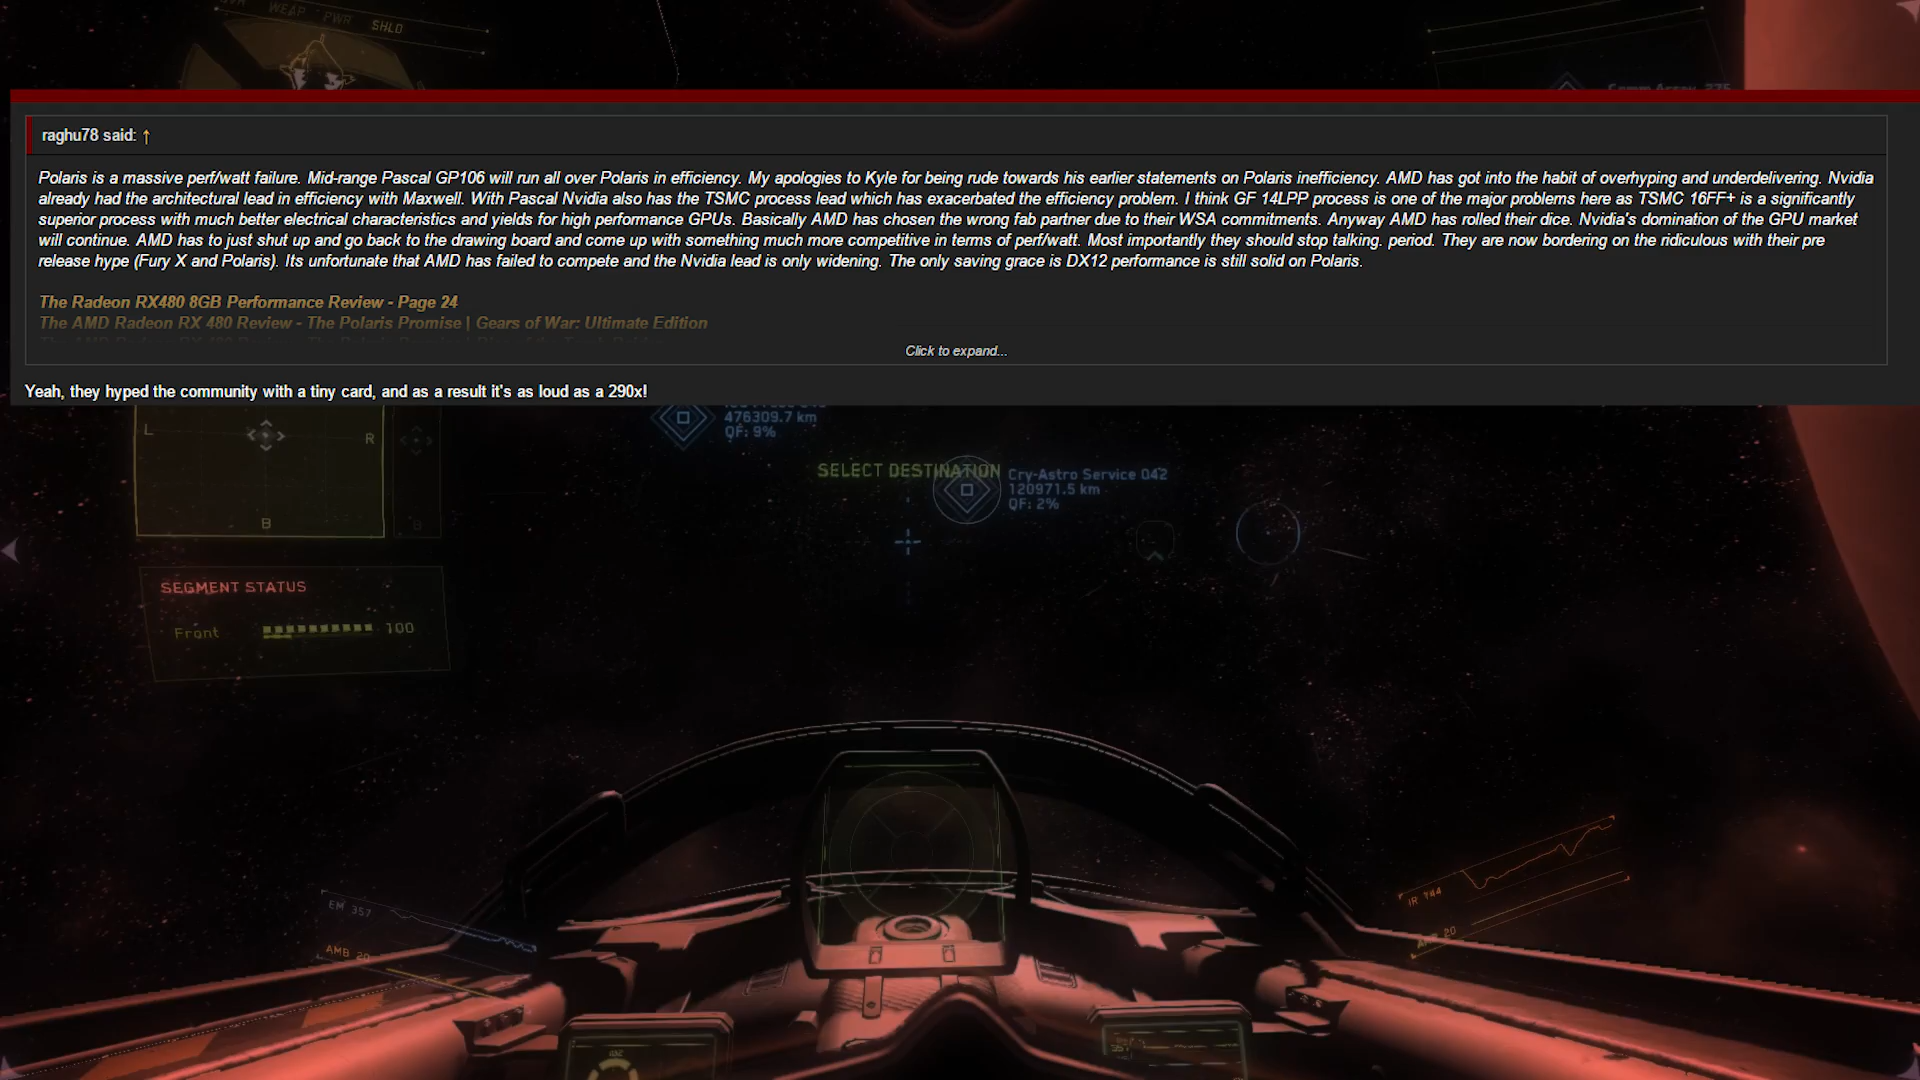 WEAP PWR SHLD
Comm Array 275
raghu78 said: ↑
Polaris is a massive perf/watt failure. Mid-range Pascal GP106 will run all over Polaris in efficiency. My apologies to Kyle for being rude towards his earlier statements on Polaris inefficiency. AMD has got into the habit of overhyping and underdelivering. Nvidia
already had the architectural lead in efficiency with Maxwell. With Pascal Nvidia also has the TSMC process lead which has exacerbated the efficiency problem. I think GF 14LPP process is one of the major problems here as TSMC 16FF+ is a significantly
superior process with much better electrical characteristics and yields for high performance GPUs. Basically AMD has chosen the wrong fab partner due to their WSA commitments. Anyway AMD has rolled their dice. Nvidia's domination of the GPU market
will continue. AMD has to just shut up and go back to the drawing board and come up with something much more competitive in terms of perf/watt. Most importantly they should stop talking. period. They are now bordering on the ridiculous with their pre
release hype (Fury X and Polaris). Its unfortunate that AMD has failed to compete and the Nvidia lead is only widening. The only saving grace is DX12 performance is still solid on Polaris.
The Radeon RX480 8GB Performance Review - Page 24
The AMD Radeon RX 480 Review - The Polaris Promise | Gears of War: Ultimate Edition
Click to expand...
Yeah, they hyped the community with a tiny card, and as a result it's as loud as a 290x!
476309.7 km
QF: 9%
L
R
B
B
SELECT DESTINATION
Cry-Astro Service 042
120971.5 km
QF: 2%
SEGMENT STATUS
Front 100
EM 357
AMB 20
IR 744
AMB 20